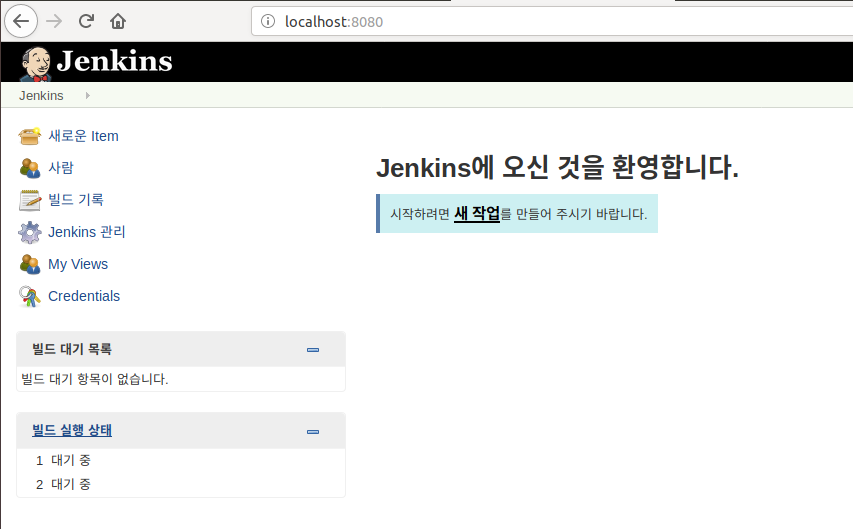 localhost:8080
Jenkins
Jenkins
새로운 Item
사람
빌드 기록
Jenkins 관리
My Views
Credentials
빌드 대기 목록
빌드 대기 항목이 없습니다.
빌드 실행 상태
1 대기 중
2 대기 중
Jenkins에 오신 것을 환영합니다.
시작하려면 새 작업를 만들어 주시기 바랍니다.